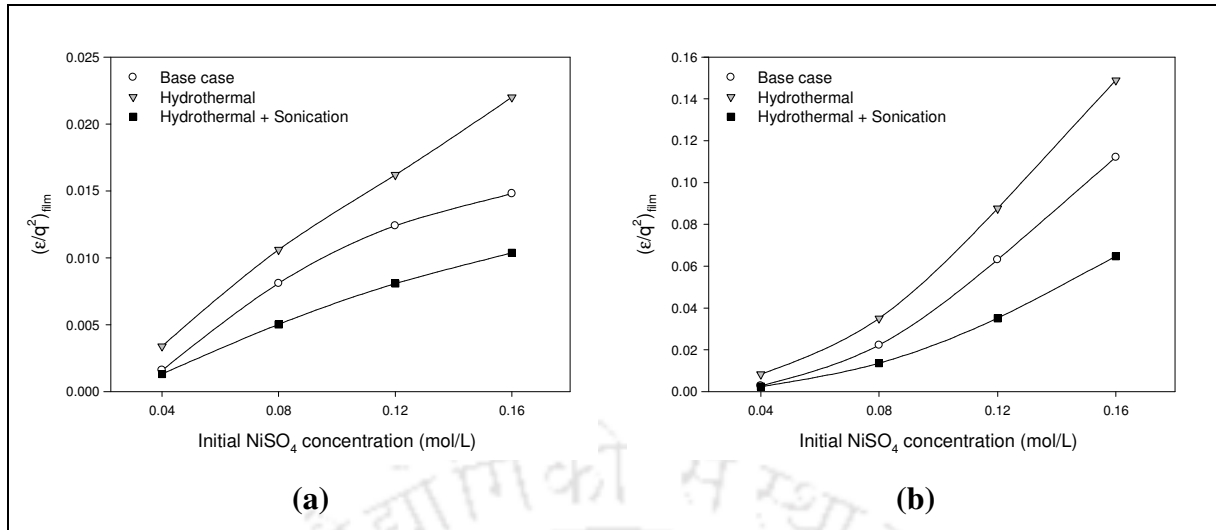 0.025
0.020
0.015
0.010
0.005
0.000
(ε/q²)film
Base case
Hydrothermal
Hydrothermal + Sonication
0.04 0.08 0.12 0.16
Initial NiSO₄ concentration (mol/L)
(a)
0.16
0.14
0.12
0.10
0.08
0.06
0.04
0.02
0.00
(ε/q²)film
Base case
Hydrothermal
Hydrothermal + Sonication
0.04 0.08 0.12 0.16
Initial NiSO₄ concentration (mol/L)
(b)